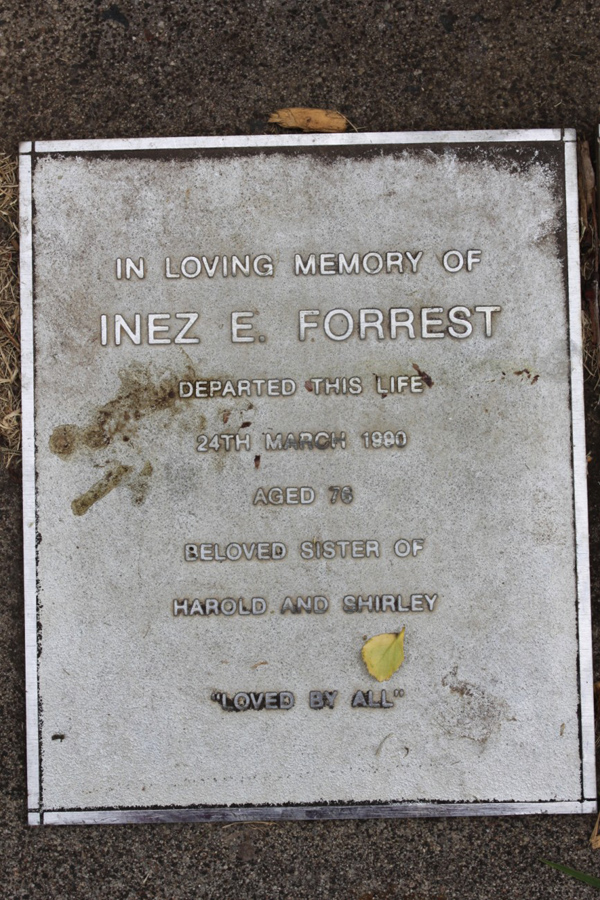 IN LOVING MEMORY OF
INEZ E. FORREST
DEPARTED THIS LIFE
24TH MARCH 1990
AGED 76
BELOVED SISTER OF
HAROLD AND SHIRLEY
"LOVED BY ALL"